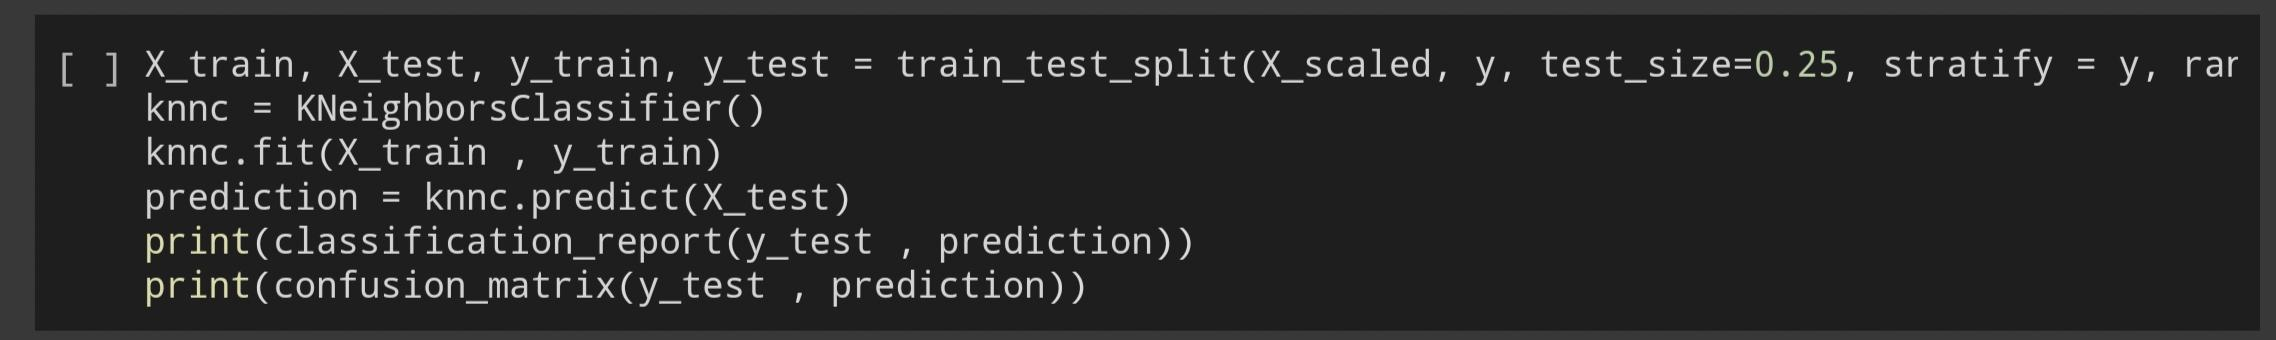 [ ] X_train, X_test, y_train, y_test = train_test_split(X_scaled, y, test_size=0.25, stratify = y, ran
knnc = KNeighborsClassifier()
knnc.fit(X_train , y_train)
prediction = knnc.predict(X_test)
print(classification_report(y_test , prediction))
print(confusion_matrix(y_test , prediction))